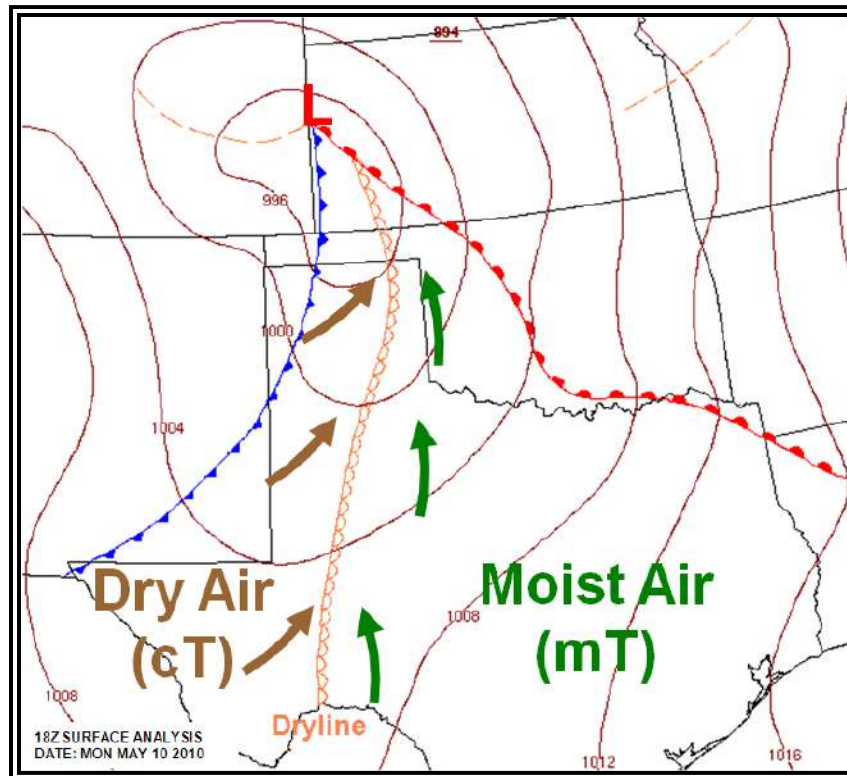 894
L
996
1000
1004
Dry Air
(cT)
Moist Air
(mT)
1008
1008
Dryline
18Z SURFACE ANALYSIS
DATE: MON MAY 10 2010
1012
1016